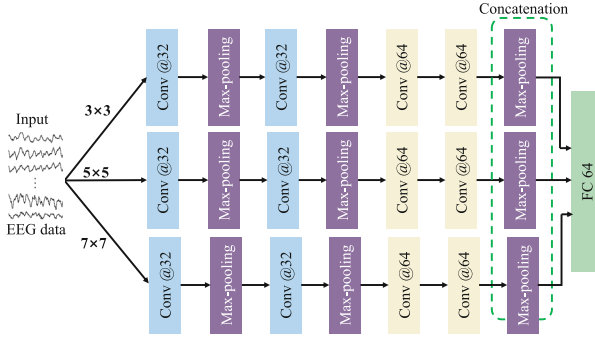 Concatenation
Conv @32
Max-pooling
Conv @32
Max-pooling
Conv @64
Conv @64
Max-pooling
3×3
Input
5×5
EEG data
7×7
Conv @32
Max-pooling
Conv @32
Max-pooling
Conv @64
Conv @64
Max-pooling
FC 64
Conv @32
Max-pooling
Conv @32
Max-pooling
Conv @64
Conv @64
Max-pooling